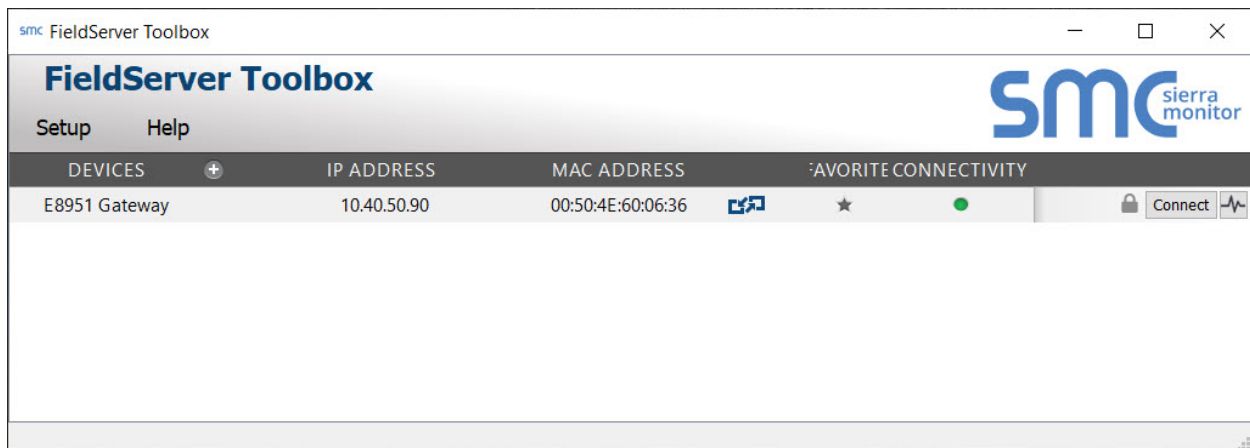 smc FieldServer Toolbox
FieldServer Toolbox
smc sierra monitor
Setup Help
DEVICES IP ADDRESS MAC ADDRESS FAVORITE CONNECTIVITY
E8951 Gateway 10.40.50.90 00:50:4E:60:06:36 Connect